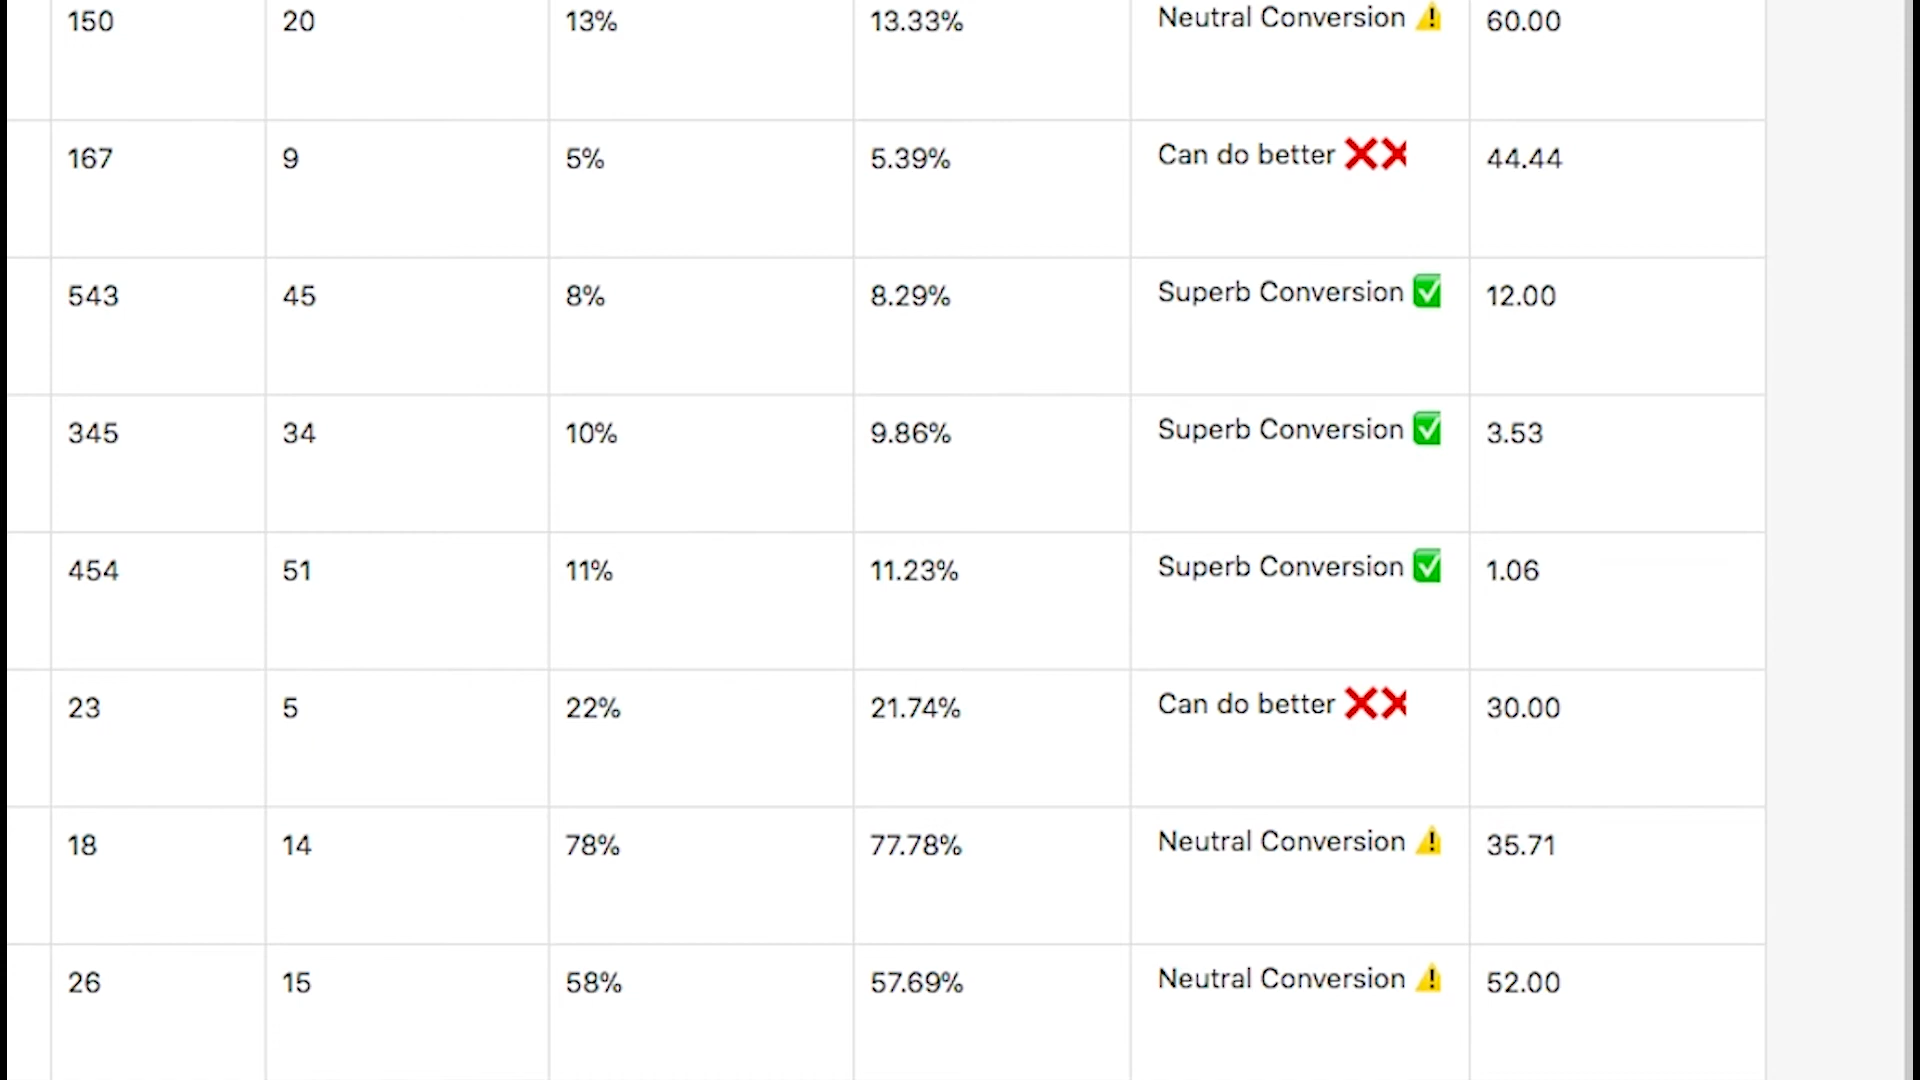 150 20 13% 13.33% Neutral Conversion ⚠️ 60.00
167 9 5% 5.39% Can do better ❌❌ 44.44
543 45 8% 8.29% Superb Conversion ✅ 12.00
345 34 10% 9.86% Superb Conversion ✅ 3.53
454 51 11% 11.23% Superb Conversion ✅ 1.06
23 5 22% 21.74% Can do better ❌❌ 30.00
18 14 78% 77.78% Neutral Conversion ⚠️ 35.71
26 15 58% 57.69% Neutral Conversion ⚠️ 52.00